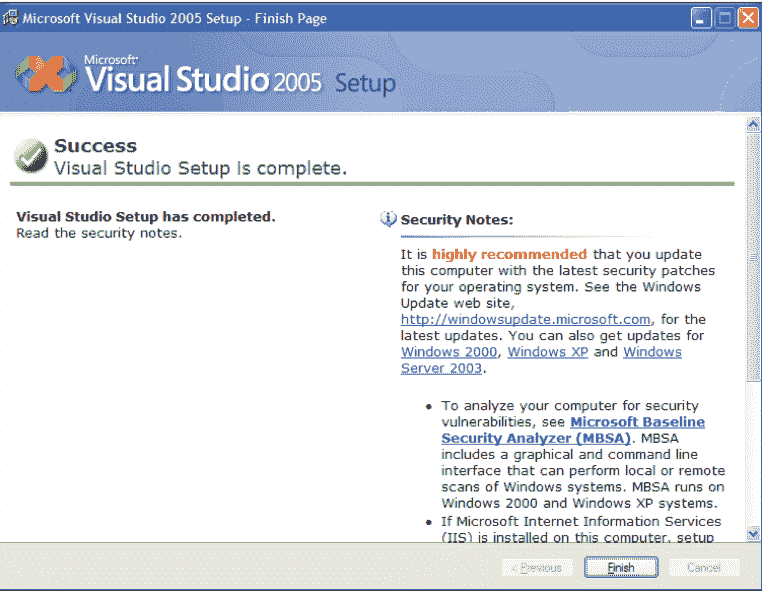 Microsoft Visual Studio 2005 Setup - Finish Page
Microsoft
Visual Studio 2005 Setup
Success
Visual Studio Setup is complete.
Visual Studio Setup has completed.
Read the security notes.
Security Notes:
It is highly recommended that you update
this computer with the latest security patches
for your operating system. See the Windows
Update web site,
http://windowsupdate.microsoft.com, for the
latest updates. You can also get updates for
Windows 2000, Windows XP and Windows
Server 2003.
• To analyze your computer for security
vulnerabilities, see Microsoft Baseline
Security Analyzer (MBSA). MBSA
includes a graphical and command line
interface that can perform local or remote
scans of Windows systems. MBSA runs on
Windows 2000 and Windows XP systems.
• If Microsoft Internet Information Services
(IIS) is installed on this computer, setup
< Previous
Finish
Cancel